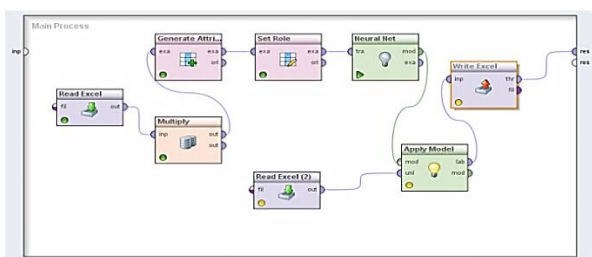 Main Process
inp
res
res
Generate Attri...
exa
exa
ori
Set Role
exa
exa
ori
Neural Net
tra
mod
exa
Write Excel
inp
thr
fil
Read Excel
fil
out
Multiply
inp
out
out
Apply Model
mod
lab
unl
mod
Read Excel (2)
fil
out